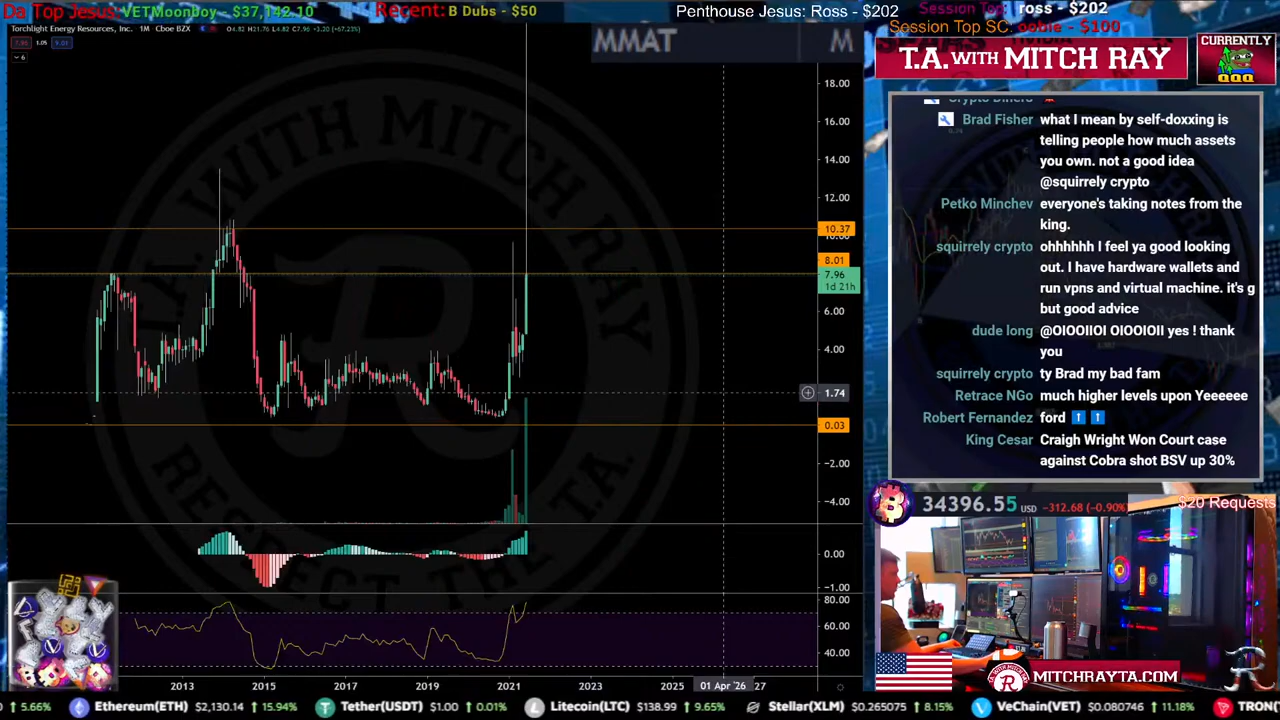 Da Top Jesus: VETMoonboy - $37,142.10
Recent: B Dubs - $50
Penthouse Jesus: Ross - $202
Session Top: ross - $202
Session Top SC: oobie - $100
Torchlight Energy Resources, Inc. 1M Cboe BZX
7.96 1.05 9.01
6
MMAT
M
T.A. WITH MITCH RAY
CURRENTLY
Brad Fisher what I mean by self-doxxing is
telling people how much assets
you own. not a good idea
@squirrely crypto
Petko Minchev everyone's taking notes from the
king.
squirrely crypto ohhhhhh I feel ya good looking
out. I have hardware wallets and
run vpns and virtual machine. it's g
but good advice
dude long @OIOOIIOI OIOOIOII yes ! thank
you
squirrely crypto ty Brad my bad fam
Retrace NGo much higher levels upon Yeeeeee
Robert Fernandez ford
King Cesar Craigh Wright Won Court case
against Cobra shot BSV up 30%
18.00
16.00
14.00
12.00
10.37
8.01
7.96
1d 21h
6.00
4.00
1.74
0.03
−2.00
−4.00
0.00
−1.00
80.00
60.00
40.00
2013 2015 2017 2019 2021 2023 2025 01 Apr '26 27
34396.55 USD −312.68 (−0.90%)
$20 Requests
MITCHRAYTA.COM
5.66% Ethereum(ETH) $2,130.14 15.94% Tether(USDT) $1.00 0.01% Litecoin(LTC) $138.99 9.65% Stellar(XLM) $0.265075 8.15% VeChain(VET) $0.080746 11.18% TRON(